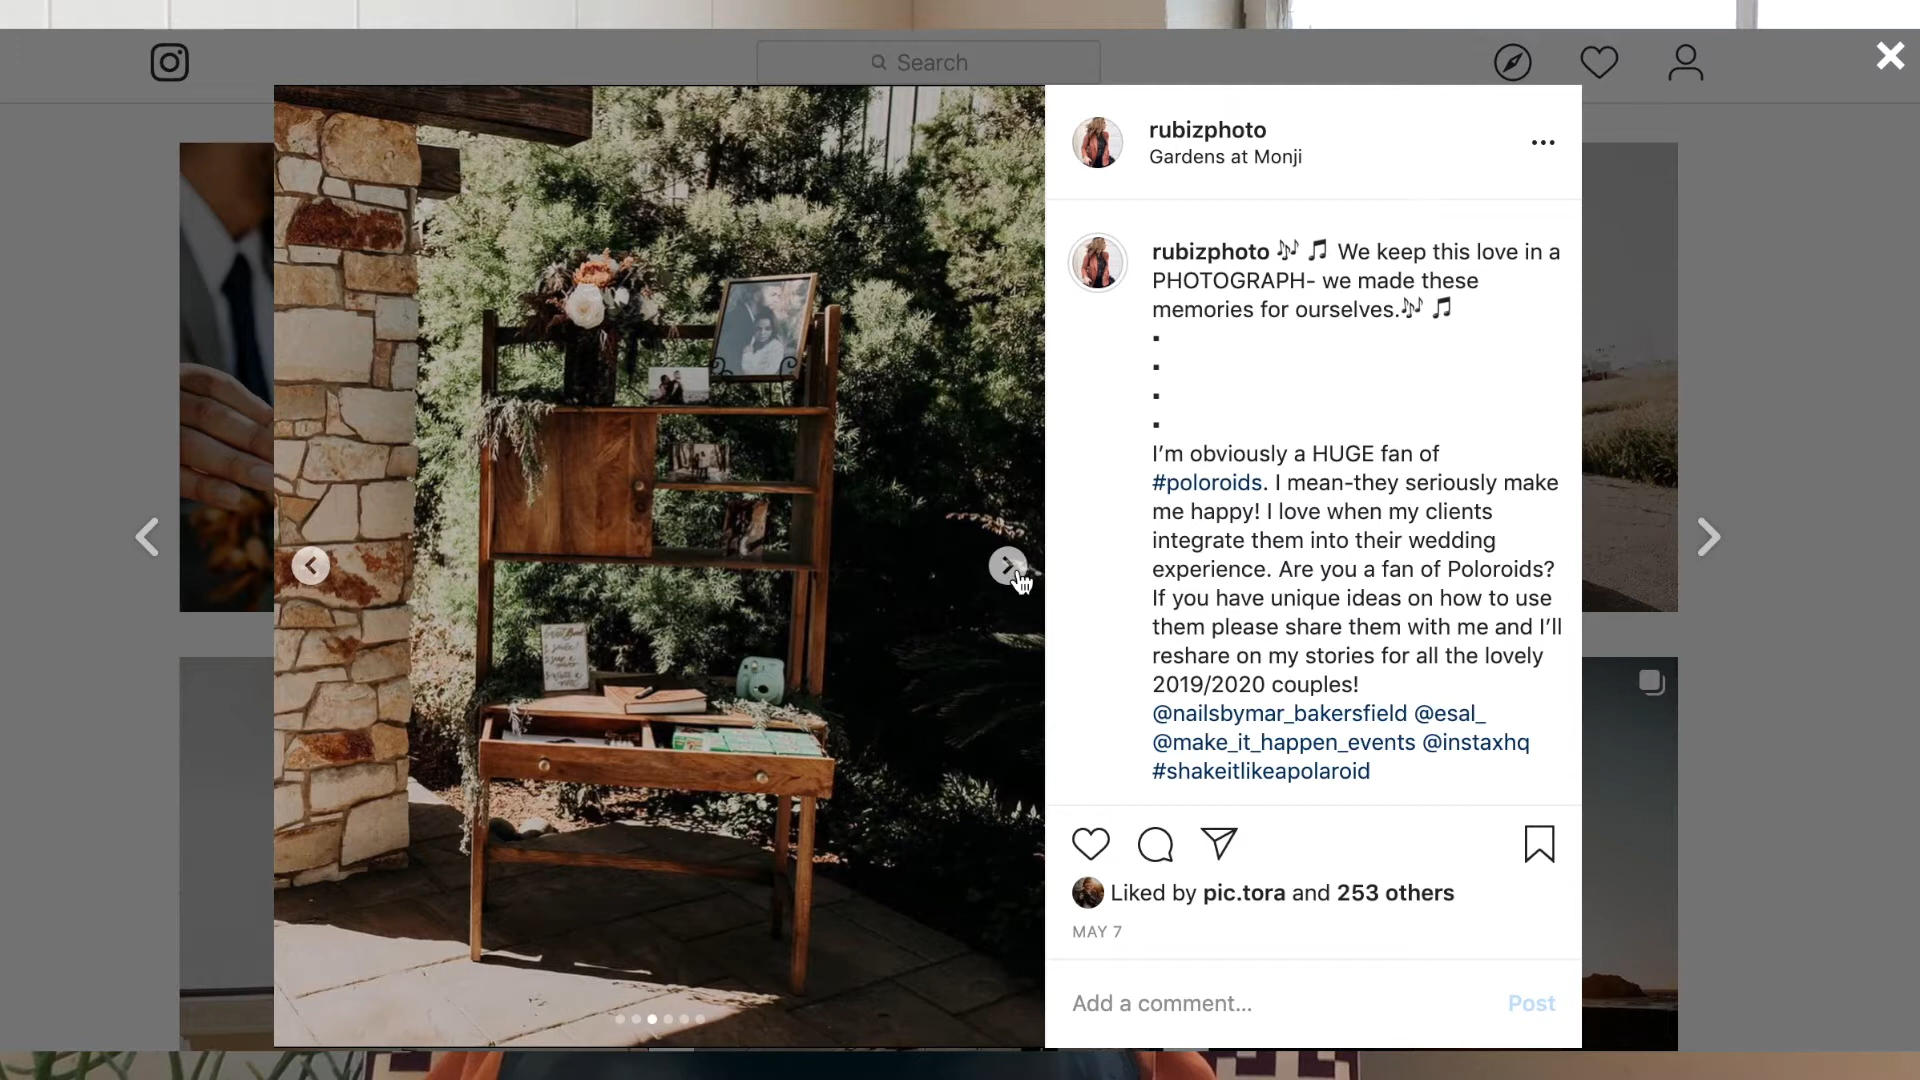 Search
rubizphoto
Gardens at Monji
rubizphoto 🎶 🎵 We keep this love in a
PHOTOGRAPH- we made these
memories for ourselves.🎶 🎵
.
.
.
.
I’m obviously a HUGE fan of
#poloroids. I mean-they seriously make
me happy! I love when my clients
integrate them into their wedding
experience. Are you a fan of Poloroids?
If you have unique ideas on how to use
them please share them with me and I’ll
reshare on my stories for all the lovely
2019/2020 couples!
@nailsbymar_bakersfield @esal_
@make_it_happen_events @instaxhq
#shakeitlikeapolaroid
Liked by pic.tora and 253 others
MAY 7
Add a comment...
Post